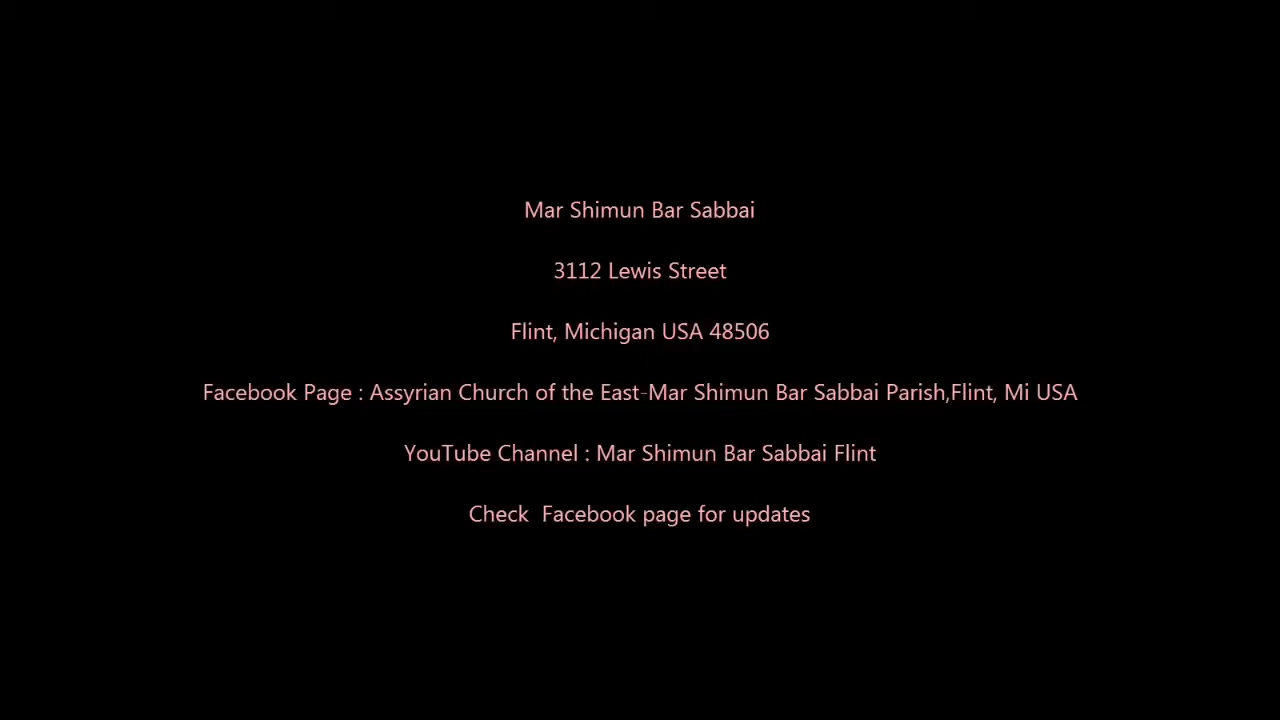 Mar Shimun Bar Sabbai
3112 Lewis Street
Flint, Michigan USA 48506
Facebook Page : Assyrian Church of the East-Mar Shimun Bar Sabbai Parish,Flint, Mi USA
YouTube Channel : Mar Shimun Bar Sabbai Flint
Check  Facebook page for updates